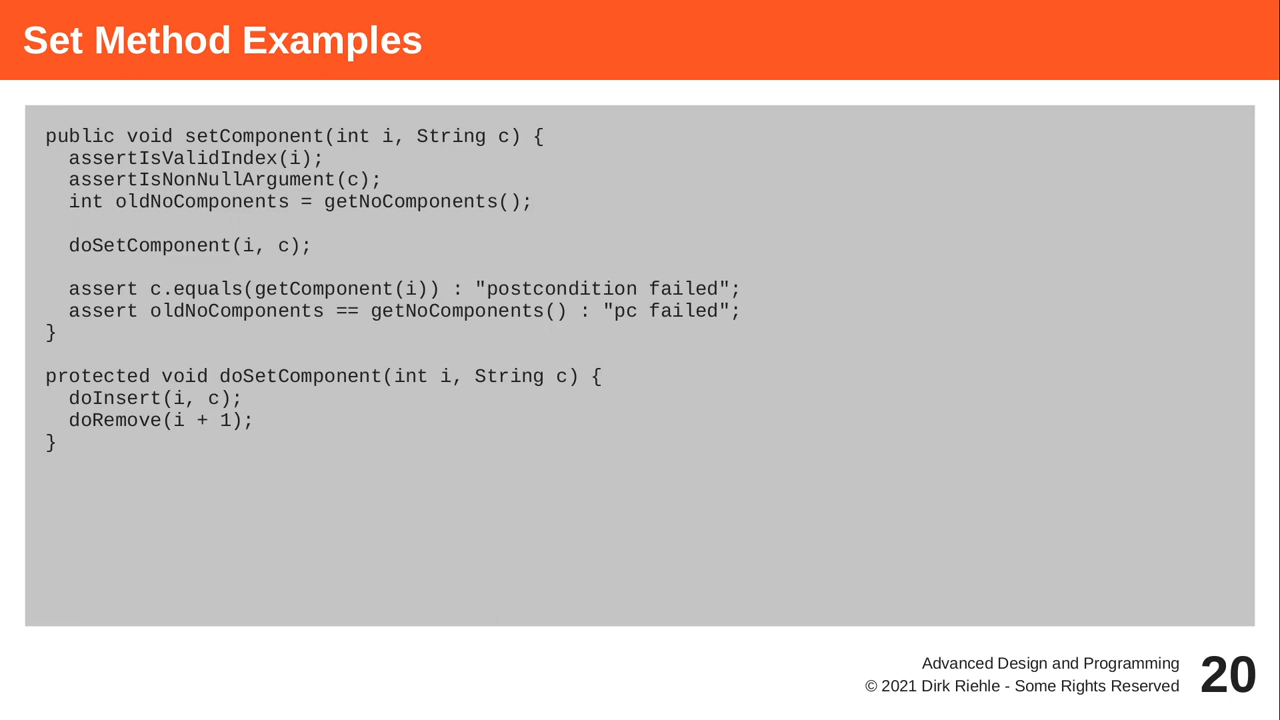 Set Method Examples
public void setComponent(int i, String c) {
  assertIsValidIndex(i);
  assertIsNonNullArgument(c);
  int oldNoComponents = getNoComponents();

  doSetComponent(i, c);

  assert c.equals(getComponent(i)) : "postcondition failed";
  assert oldNoComponents == getNoComponents() : "pc failed";
}

protected void doSetComponent(int i, String c) {
  doInsert(i, c);
  doRemove(i + 1);
}
Advanced Design and Programming
© 2021 Dirk Riehle - Some Rights Reserved
20